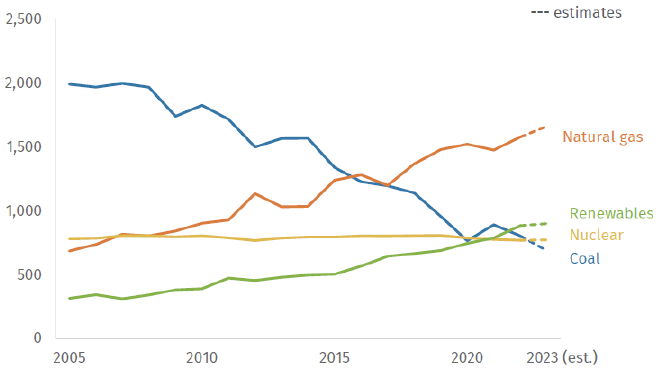 2,500
--- estimates
2,000
1,500
Natural gas
1,000
Renewables
Nuclear
Coal
500
0
2005 2010 2015 2020 2023 (est.)